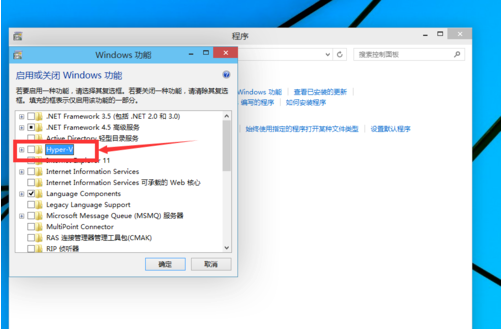 程序
Windows 功能
搜索控制面板
启用或关闭 Windows 功能
若要启用一种功能，请选择其复选框。若要关闭一种功能，请清除其复选
框。填充的框表示仅启用该功能的一部分。
Windows 功能 查看已安装的更新
编写的程序 如何安装程序
始终使用指定的程序打开某种文件类型 设置默认程序
.NET Framework 3.5 (包括 .NET 2.0 和 3.0)
.NET Framework 4.5 高级服务
Active Directory 轻型目录服务
Hyper-V
Internet Explorer 11
Internet Information Services
Internet Information Services 可承载的 Web 核心
Language Components
Legacy Language Support
Microsoft Message Queue (MSMQ) 服务器
MultiPoint Connector
RAS 连接管理器管理工具包(CMAK)
RIP 侦听器
确定
取消